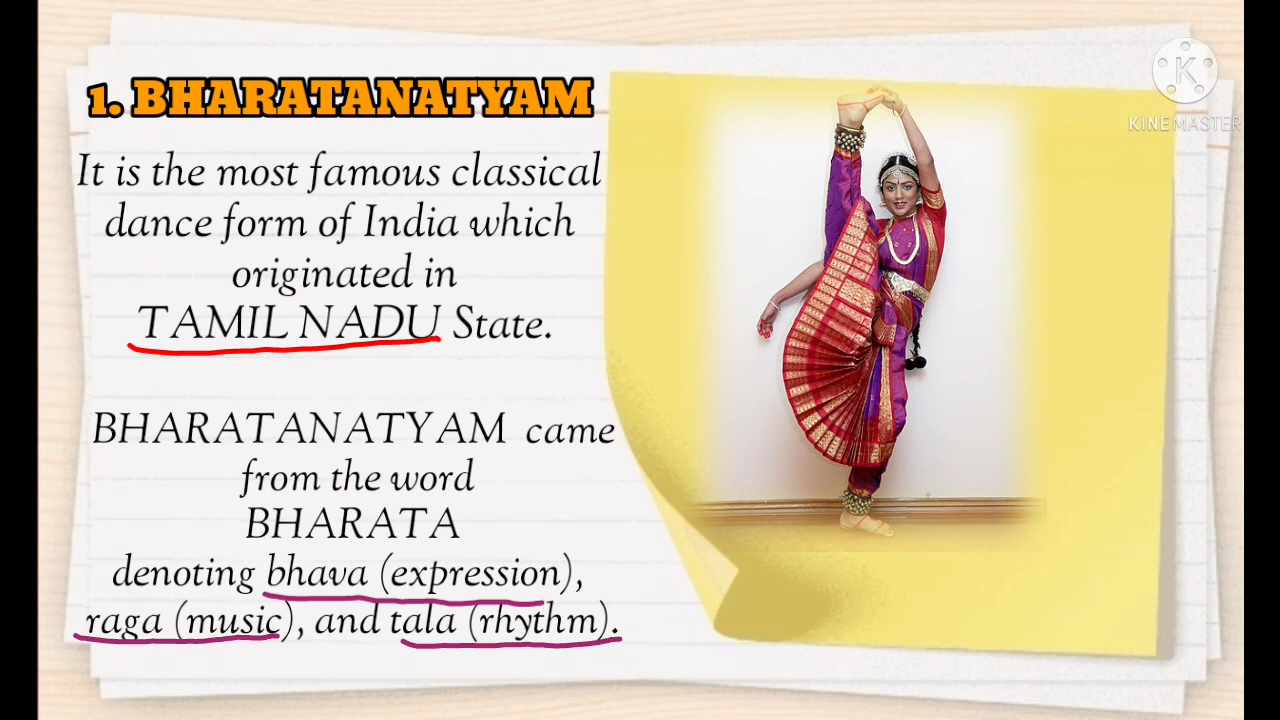 1. BHARATANATYAM
It is the most famous classical
dance form of India which
originated in
TAMIL NADU State.
BHARATANATYAM came
from the word
BHARATA
denoting bhava (expression),
raga (music), and tala (rhythm).
K
KINEMASTER